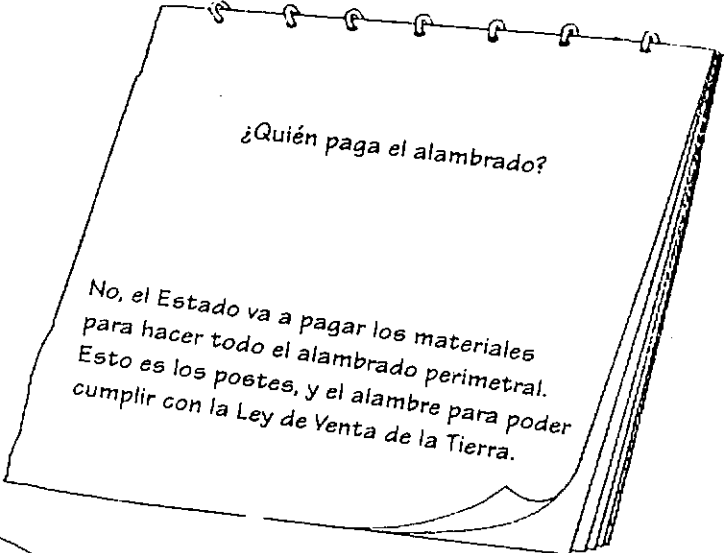 ¿Quién paga el alambrado?
No, el Estado va a pagar los materiales
para hacer todo el alambrado perimetral.
Esto es los postes, y el alambre para poder
cumplir con la Ley de Venta de la Tierra.